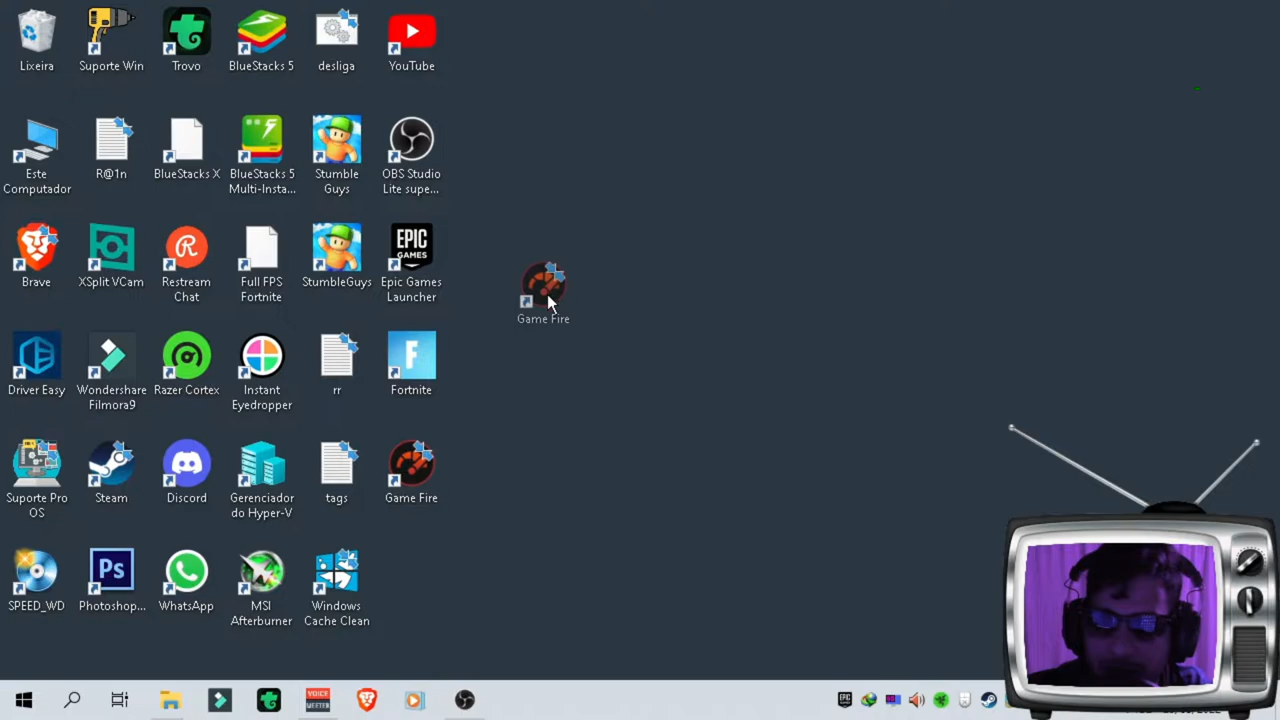 Lixeira
Suporte Win
Trovo
BlueStacks 5
desliga
YouTube
Este
Computador
R@1n
BlueStacks X
BlueStacks 5
Multi-Insta...
Stumble
Guys
OBS Studio
Lite supe...
Brave
XSplit VCam
Restream
Chat
Full FPS
Fortnite
StumbleGuys
EPIC
GAMES
Epic Games
Launcher
Game Fire
Driver Easy
Wondershare
Filmora9
Razer Cortex
Instant
Eyedropper
rr
F
Fortnite
Suporte Pro
OS
Steam
Discord
Gerenciador
do Hyper-V
tags
Game Fire
SPEED_WD
Ps
Photoshop...
WhatsApp
MSI
Afterburner
Windows
Cache Clean
VOICE
MEETER
EPIC